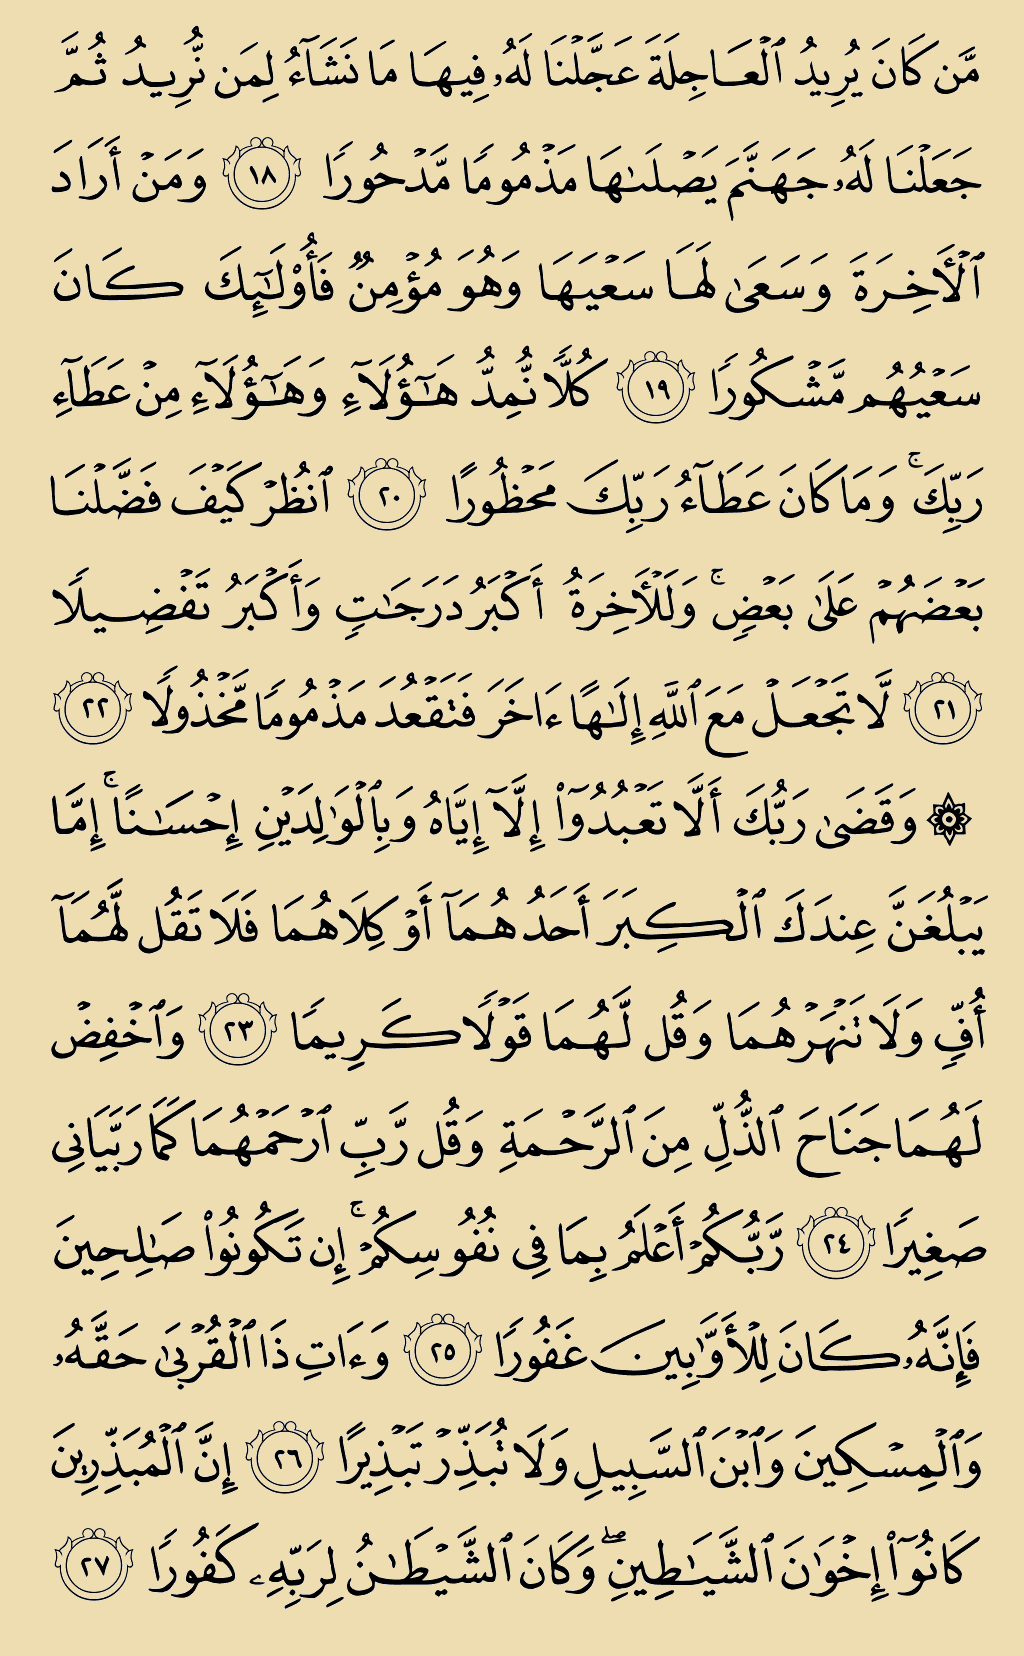 مَّن كَانَ يُرِيدُ ٱلۡعَاجِلَةَ عَجَّلۡنَا لَهُۥ فِيهَا مَا نَشَآءُ لِمَن نُّرِيدُ ثُمَّ
جَعَلۡنَا لَهُۥ جَهَنَّمَ يَصۡلَىٰهَا مَذۡمُومٗا مَّدۡحُورٗا ١٨ وَمَنۡ أَرَادَ
ٱلۡأٓخِرَةَ وَسَعَىٰ لَهَا سَعۡيَهَا وَهُوَ مُؤۡمِنٞ فَأُوْلَـٰٓئِكَ كَانَ
سَعۡيُهُم مَّشۡكُورٗا ١٩ كُلّٗا نُّمِدُّ هَـٰٓؤُلَآءِ وَهَـٰٓؤُلَآءِ مِنۡ عَطَآءِ
رَبِّكَۚ وَمَا كَانَ عَطَآءُ رَبِّكَ مَحۡظُورًا ٢٠ ٱنظُرۡ كَيۡفَ فَضَّلۡنَا
بَعۡضَهُمۡ عَلَىٰ بَعۡضٖۚ وَلَلۡأٓخِرَةُ أَكۡبَرُ دَرَجَٰتٖ وَأَكۡبَرُ تَفۡضِيلٗا
٢١ لَّا تَجۡعَلۡ مَعَ ٱللَّهِ إِلَٰهًا ءَاخَرَ فَتَقۡعُدَ مَذۡمُومٗا مَّخۡذُولٗا ٢٢
۞ وَقَضَىٰ رَبُّكَ أَلَّا تَعۡبُدُوٓاْ إِلَّآ إِيَّاهُ وَبِٱلۡوَٰلِدَيۡنِ إِحۡسَٰنًاۚ إِمَّا
يَبۡلُغَنَّ عِندَكَ ٱلۡكِبَرَ أَحَدُهُمَآ أَوۡ كِلَاهُمَا فَلَا تَقُل لَّهُمَآ
أُفّٖ وَلَا تَنۡهَرۡهُمَا وَقُل لَّهُمَا قَوۡلٗا كَرِيمٗا ٢٣ وَٱخۡفِضۡ
لَهُمَا جَنَاحَ ٱلذُّلِّ مِنَ ٱلرَّحۡمَةِ وَقُل رَّبِّ ٱرۡحَمۡهُمَا كَمَا رَبَّيَانِي
صَغِيرٗا ٢٤ رَّبُّكُمۡ أَعۡلَمُ بِمَا فِي نُفُوسِكُمۡۚ إِن تَكُونُواْ صَٰلِحِينَ
فَإِنَّهُۥ كَانَ لِلۡأَوَّٰبِينَ غَفُورٗا ٢٥ وَءَاتِ ذَا ٱلۡقُرۡبَىٰ حَقَّهُۥ
وَٱلۡمِسۡكِينَ وَٱبۡنَ ٱلسَّبِيلِ وَلَا تُبَذِّرۡ تَبۡذِيرًا ٢٦ إِنَّ ٱلۡمُبَذِّرِينَ
كَانُوٓاْ إِخۡوَٰنَ ٱلشَّيَٰطِينِۖ وَكَانَ ٱلشَّيۡطَٰنُ لِرَبِّهِۦ كَفُورٗا ٢٧